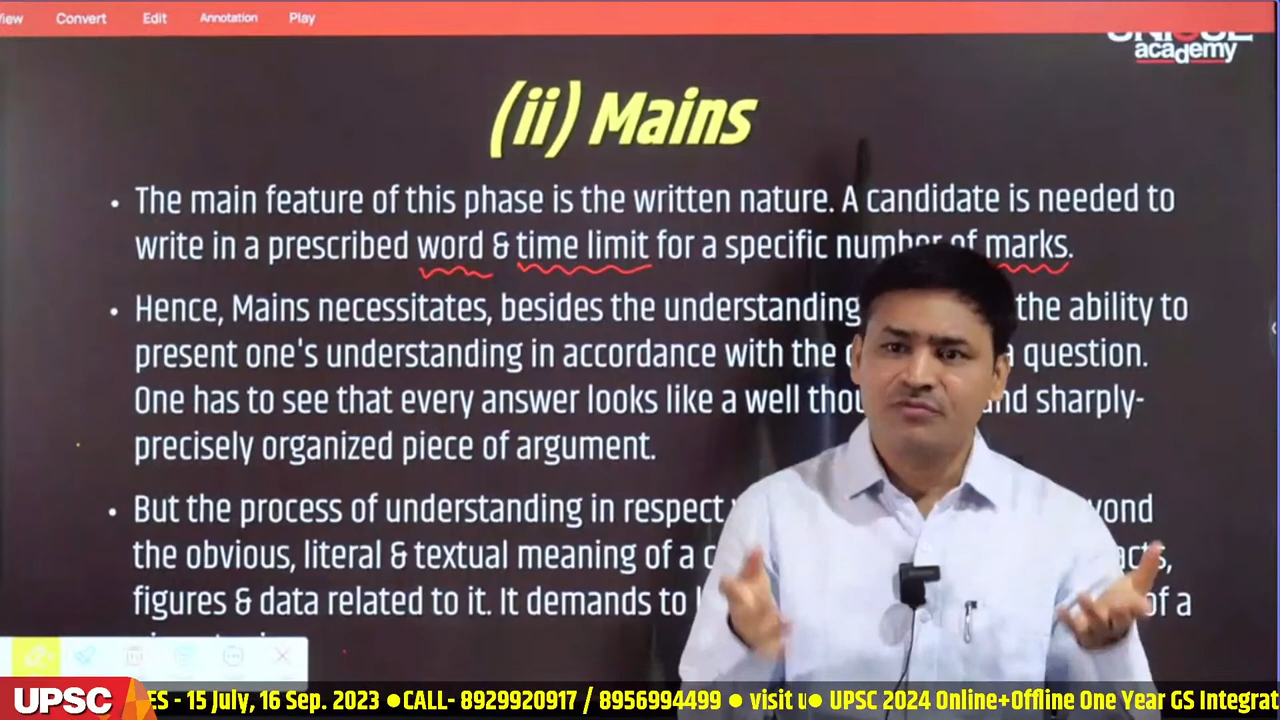 View Convert Edit Annotation Play
academy
(ii) Mains
• The main feature of this phase is the written nature. A candidate is needed to
write in a prescribed word & time limit for a specific number of marks.
• Hence, Mains necessitates, besides the understanding the ability to
present one's understanding in accordance with the question.
One has to see that every answer looks like a well and sharply-
precisely organized piece of argument.
• But the process of understanding in respect
the obvious, literal & textual meaning of a
figures & data related to it. It demands to of a
UPSC ES - 15 July, 16 Sep. 2023 ●CALL- 8929920917 / 8956994499 ● visit u● UPSC 2024 Online+Offline One Year GS Integrat